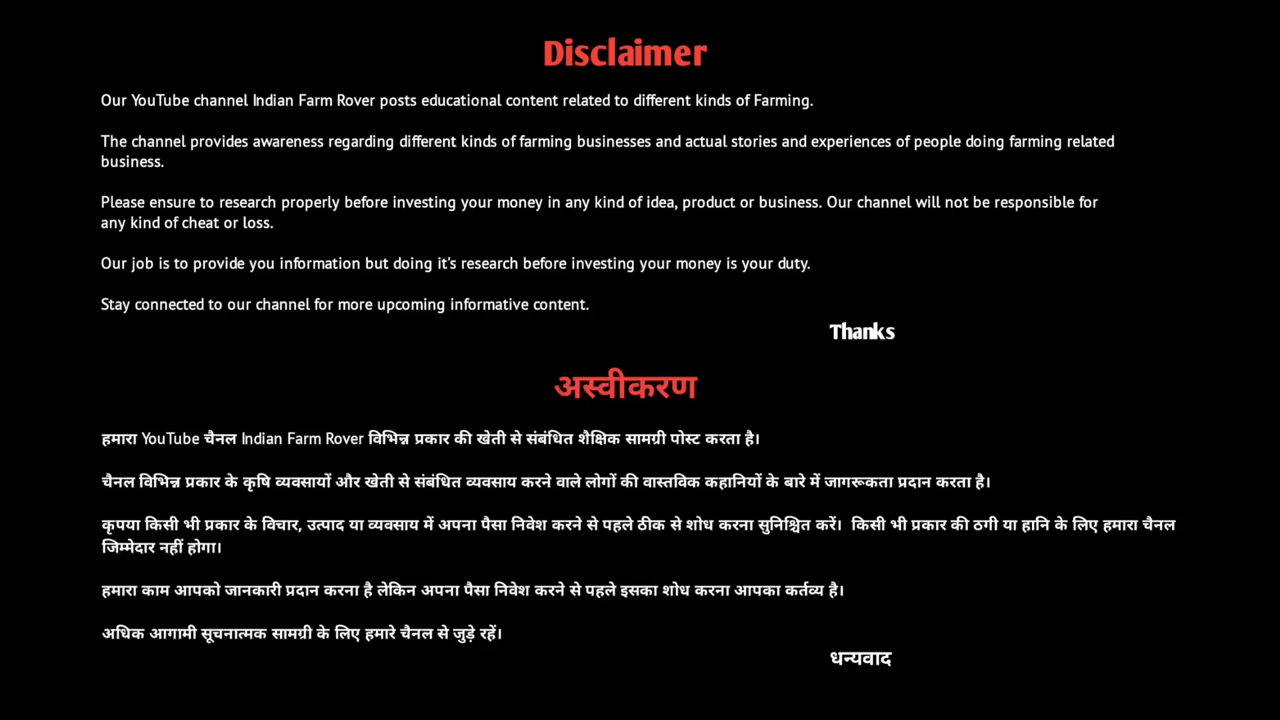 Disclaimer
Our YouTube channel Indian Farm Rover posts educational content related to different kinds of Farming.
The channel provides awareness regarding different kinds of farming businesses and actual stories and experiences of people doing farming related
business.
Please ensure to research properly before investing your money in any kind of idea, product or business. Our channel will not be responsible for
any kind of cheat or loss.
Our job is to provide you information but doing it's research before investing your money is your duty.
Stay connected to our channel for more upcoming informative content.
Thanks
अस्वीकरण
हमारा YouTube चैनल Indian Farm Rover विभिन्न प्रकार की खेती से संबंधित शैक्षिक सामग्री पोस्ट करता है।
चैनल विभिन्न प्रकार के कृषि व्यवसायों और खेती से संबंधित व्यवसाय करने वाले लोगों की वास्तविक कहानियों के बारे में जागरूकता प्रदान करता है।
कृपया किसी भी प्रकार के विचार, उत्पाद या व्यवसाय में अपना पैसा निवेश करने से पहले ठीक से शोध करना सुनिश्चित करें। किसी भी प्रकार की ठगी या हानि के लिए हमारा चैनल
जिम्मेदार नहीं होगा।
हमारा काम आपको जानकारी प्रदान करना है लेकिन अपना पैसा निवेश करने से पहले इसका शोध करना आपका कर्तव्य है।
अधिक आगामी सूचनात्मक सामग्री के लिए हमारे चैनल से जुड़े रहें।
धन्यवाद